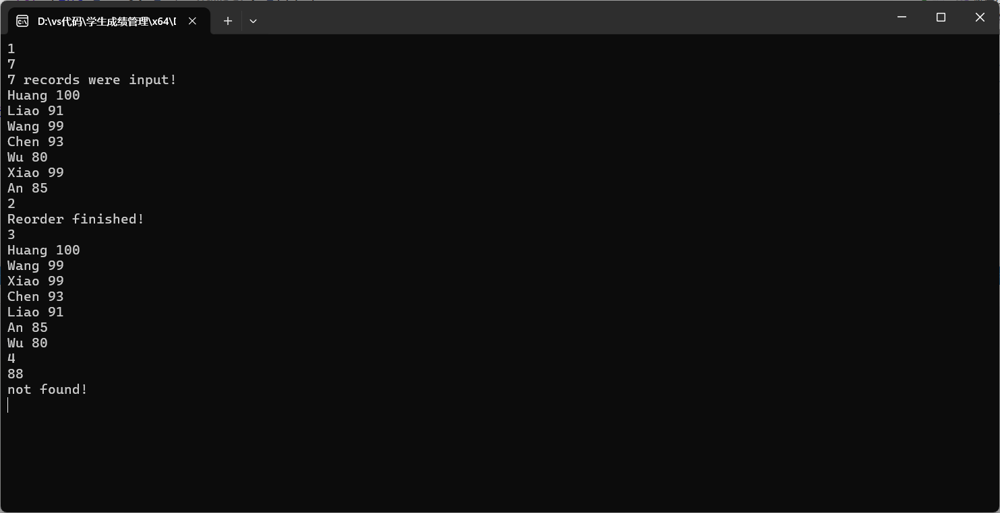 D:\vs代码\学生成绩管理\x64\
1
7
7 records were input!
Huang 100
Liao 91
Wang 99
Chen 93
Wu 80
Xiao 99
An 85
2
Reorder finished!
3
Huang 100
Wang 99
Xiao 99
Chen 93
Liao 91
An 85
Wu 80
4
88
not found!